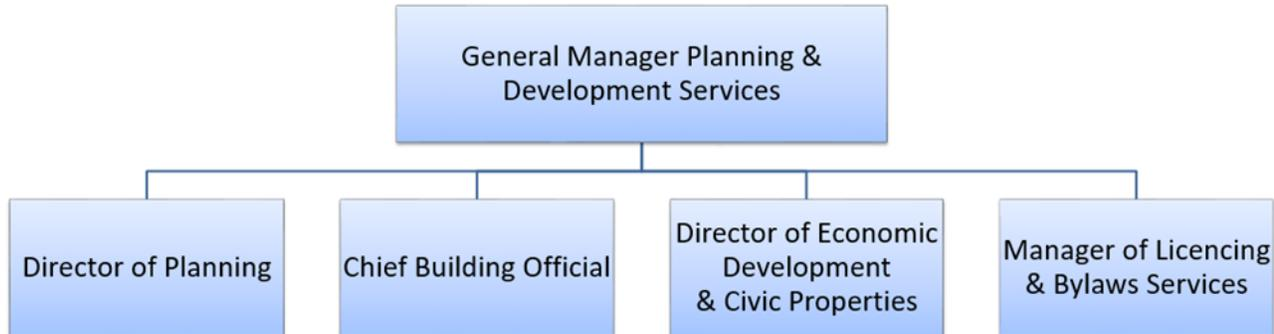 General Manager Planning &
Development Services
Director of Planning
Chief Building Official
Director of Economic
Development
& Civic Properties
Manager of Licencing
& Bylaws Services